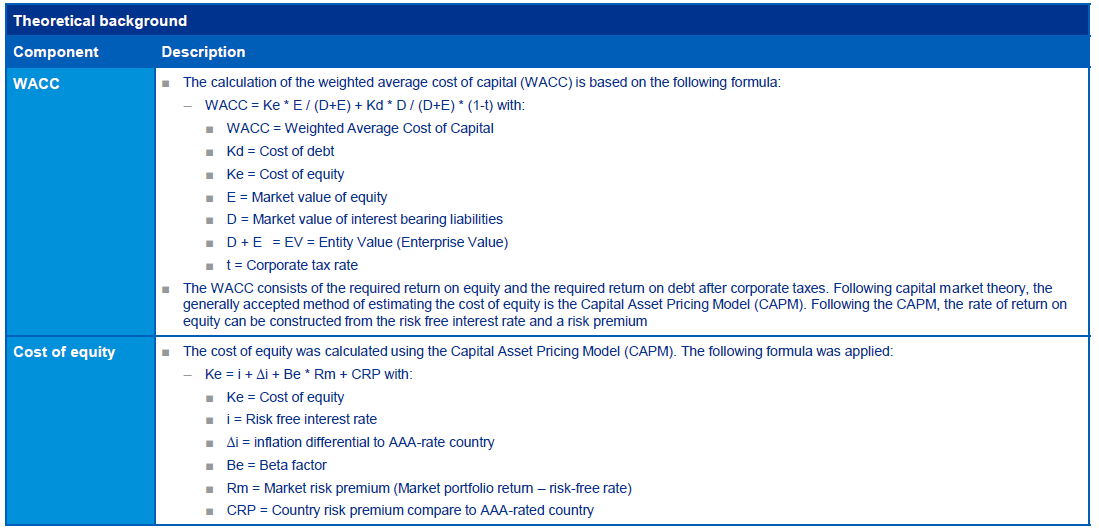 Theoretical background
Component Description
WACC
■ The calculation of the weighted average cost of capital (WACC) is based on the following formula:
– WACC = Ke * E / (D+E) + Kd * D / (D+E) * (1-t) with:
■ WACC = Weighted Average Cost of Capital
■ Kd = Cost of debt
■ Ke = Cost of equity
■ E = Market value of equity
■ D = Market value of interest bearing liabilities
■ D + E = EV = Entity Value (Enterprise Value)
■ t = Corporate tax rate
■ The WACC consists of the required return on equity and the required return on debt after corporate taxes. Following capital market theory, the
generally accepted method of estimating the cost of equity is the Capital Asset Pricing Model (CAPM). Following the CAPM, the rate of return on
equity can be constructed from the risk free interest rate and a risk premium
Cost of equity
■ The cost of equity was calculated using the Capital Asset Pricing Model (CAPM). The following formula was applied:
– Ke = i + Δi + Be * Rm + CRP with:
■ Ke = Cost of equity
■ i = Risk free interest rate
■ Δi = inflation differential to AAA-rate country
■ Be = Beta factor
■ Rm = Market risk premium (Market portfolio return – risk-free rate)
■ CRP = Country risk premium compare to AAA-rated country